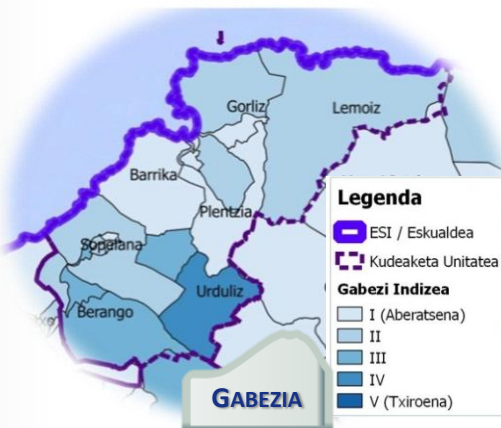 Gorliz
Lemoiz
Barrika
Plentzia
Sopelana
Urduliz
Berango
Legenda
ESI / Eskualdea
Kudeaketa Unitatea
Gabezi Indizea
I (Aberatsena)
II
III
IV
V (Txiroena)
GABEZIA